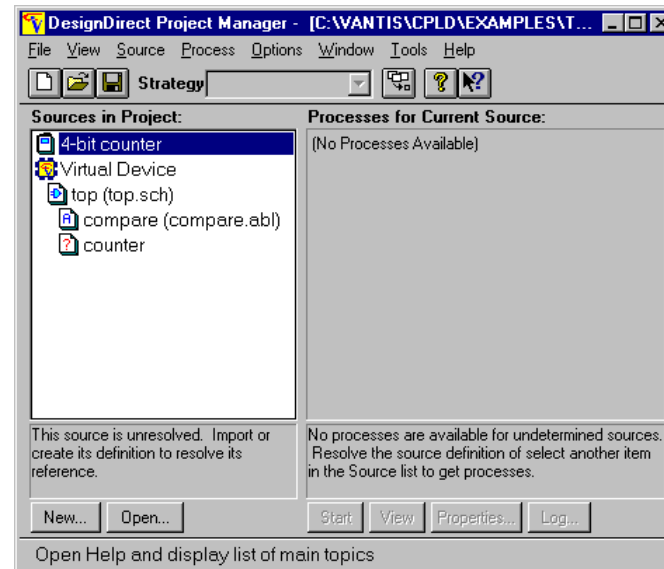 DesignDirect Project Manager - [C:\VANTIS\CPLD\EXAMPLES\T...
File View Source Process Options Window Tools Help
Strategy
Sources in Project:
4-bit counter
Virtual Device
top (top.sch)
compare (compare.abl)
counter
This source is unresolved. Import or
create its definition to resolve its
reference.
New... Open...
Processes for Current Source:
(No Processes Available)
No processes are available for undetermined sources.
Resolve the source definition of select another item
in the Source list to get processes.
Start View Properties... Log...
Open Help and display list of main topics